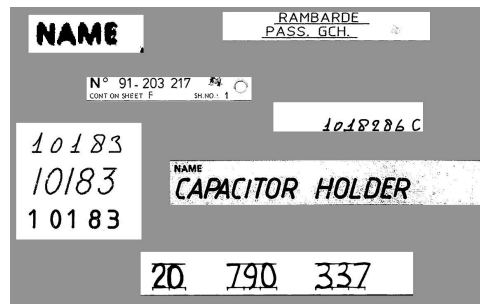 NAME
RAMBARDE
PASS. GCH.
Nº 91-203 217
CONT ON SHEET F SH.NO.: 1
1018286 C
10183
10183
10183
NAME
CAPACITOR HOLDER
20 790 337